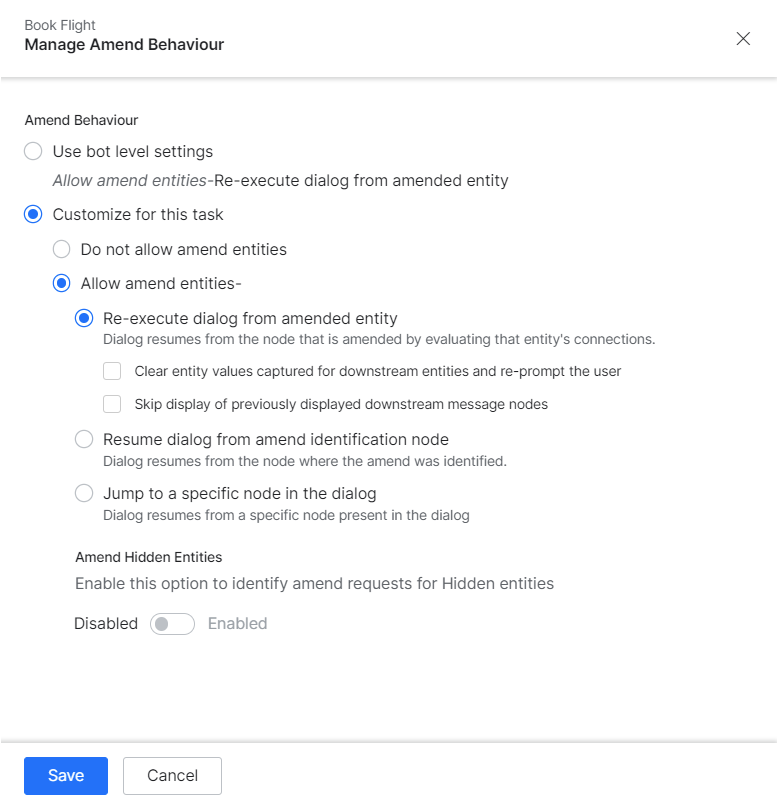 Book Flight
Manage Amend Behaviour
Amend Behaviour
Use bot level settings
Allow amend entities-Re-execute dialog from amended entity
Customize for this task
Do not allow amend entities
Allow amend entities-
Re-execute dialog from amended entity
Dialog resumes from the node that is amended by evaluating that entity's connections.
Clear entity values captured for downstream entities and re-prompt the user
Skip display of previously displayed downstream message nodes
Resume dialog from amend identification node
Dialog resumes from the node where the amend was identified.
Jump to a specific node in the dialog
Dialog resumes from a specific node present in the dialog
Amend Hidden Entities
Enable this option to identify amend requests for Hidden entities
Disabled Enabled
Save Cancel